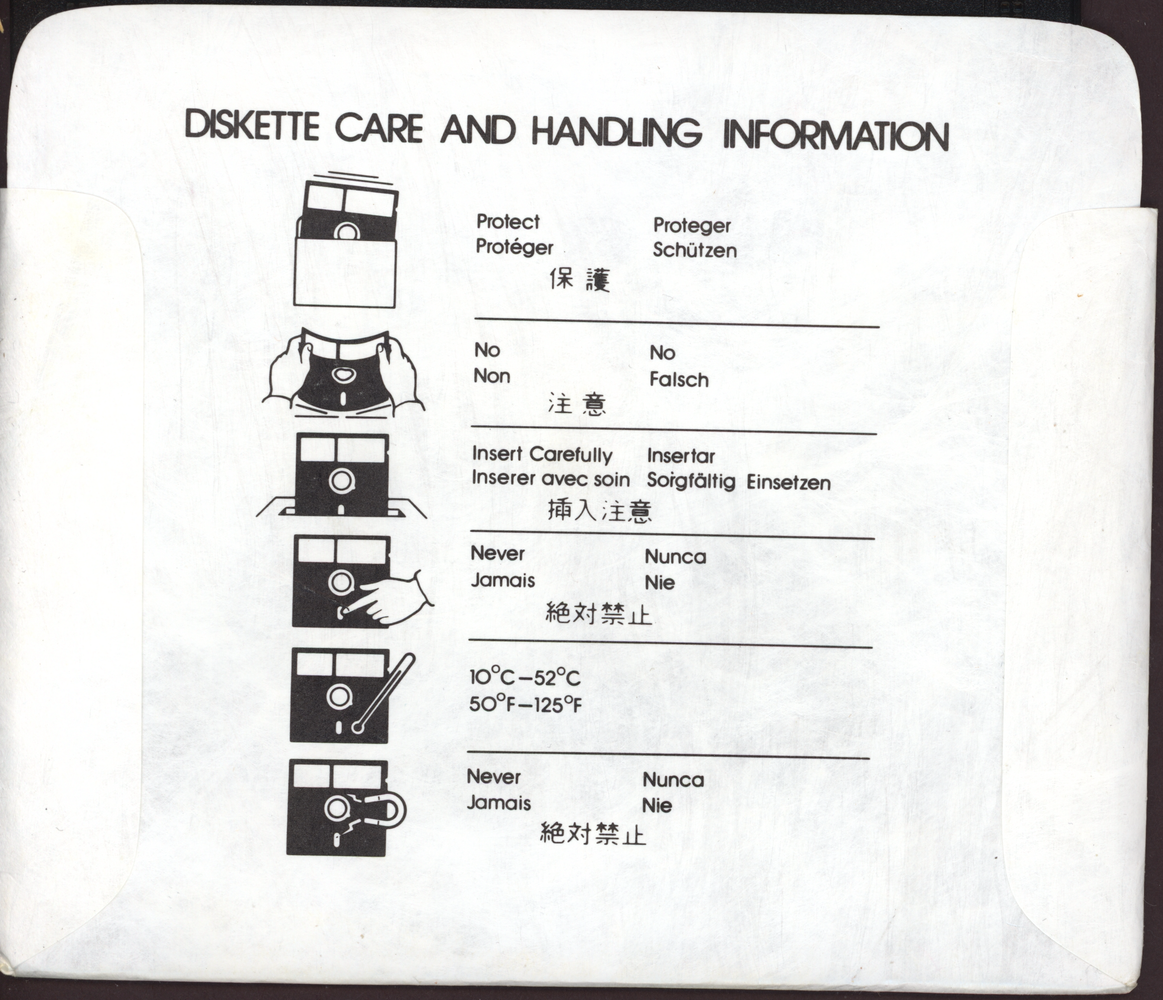 DISKETTE CARE AND HANDLING INFORMATION
Protect Proteger
Protéger Schützen
保護
No No
Non Falsch
注意
Insert Carefully Insertar
Inserer avec soin Sorgfältig Einsetzen
挿入注意
Never Nunca
Jamais Nie
絶対禁止
10°C–52°C
50°F–125°F
Never Nunca
Jamais Nie
絶対禁止